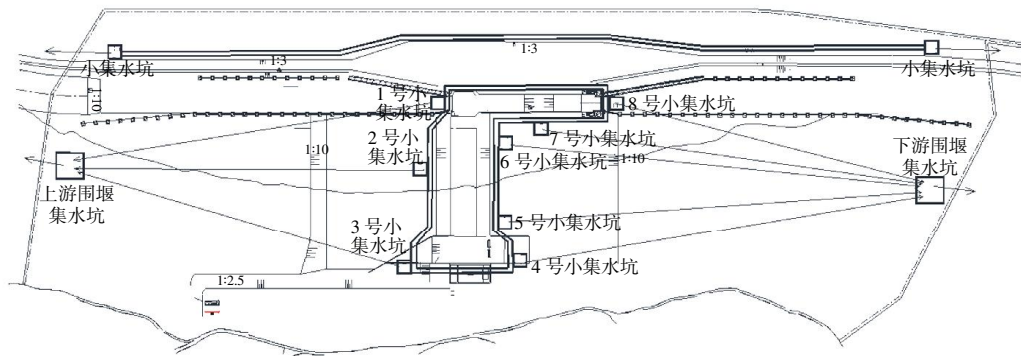 1:3
小集水坑
小集水坑
1:3
1:10
1 号小
集水坑
8 号小集水坑
2 号小
集水坑
7 号小集水坑
6 号小集水坑
1:10
1:10
上游围堰
集水坑
下游围堰
集水坑
3 号小
集水坑
5 号小集水坑
4 号小集水坑
1:2.5